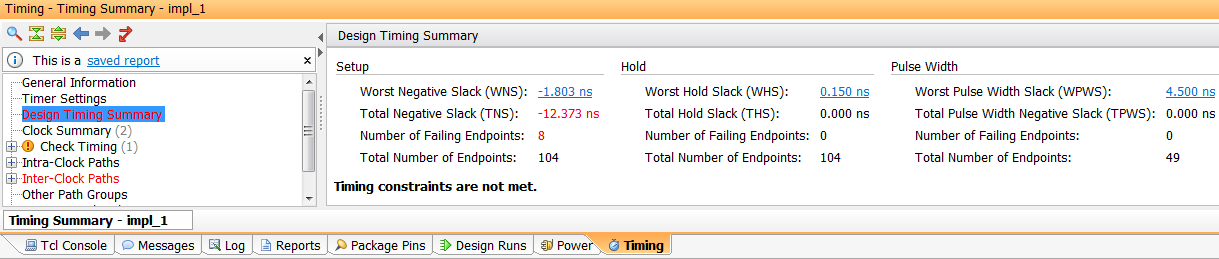 Timing - Timing Summary - impl_1
This is a saved report
General Information
Timer Settings
Design Timing Summary
Clock Summary (2)
Check Timing (1)
Intra-Clock Paths
Inter-Clock Paths
Other Path Groups
Design Timing Summary
Setup
Worst Negative Slack (WNS): -1.803 ns
Total Negative Slack (TNS): -12.373 ns
Number of Failing Endpoints: 8
Total Number of Endpoints: 104
Hold
Worst Hold Slack (WHS): 0.150 ns
Total Hold Slack (THS): 0.000 ns
Number of Failing Endpoints: 0
Total Number of Endpoints: 104
Pulse Width
Worst Pulse Width Slack (WPWS): 4.500 ns
Total Pulse Width Negative Slack (TPWS): 0.000 ns
Number of Failing Endpoints: 0
Total Number of Endpoints: 49
Timing constraints are not met.
Timing Summary - impl_1
Tcl Console Messages Log Reports Package Pins Design Runs Power Timing